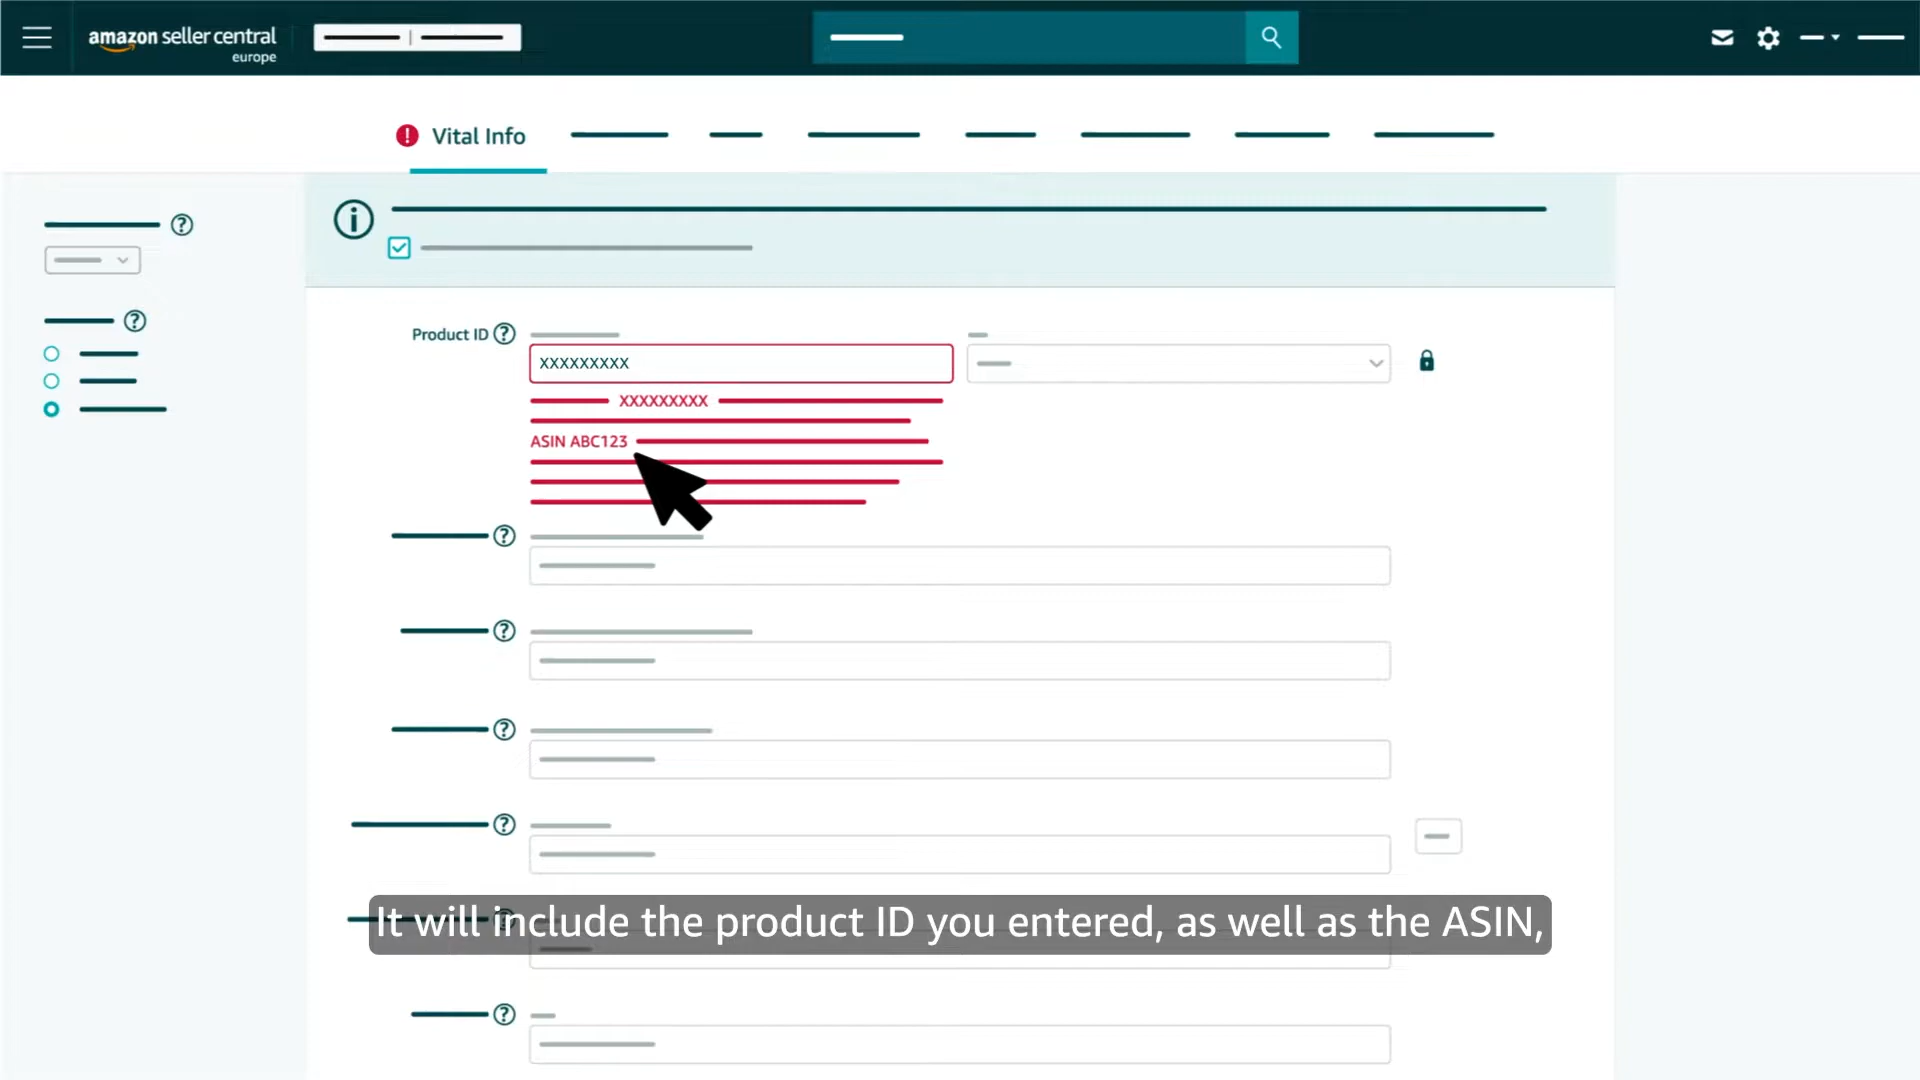 amazon seller central
europe
Vital Info
Product ID
XXXXXXXXX
XXXXXXXXX
ASIN ABC123
It will include the product ID you entered, as well as the ASIN,